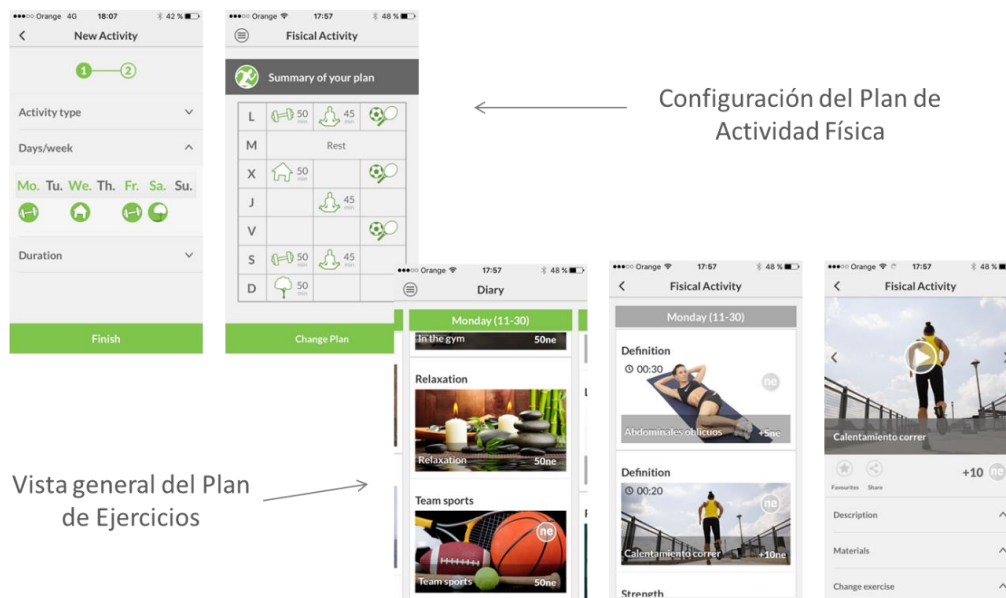 Orange 4G 18:07 42 %
New Activity
1 2
Activity type
Days/week
Mo. Tu. We. Th. Fr. Sa. Su.
Duration
Finish
Orange 17:57 48 %
Fisical Activity
Summary of your plan
L 50 min 45 min
M Rest
X 50 min
J 45 min
V
S 50 min 45 min
D 50 min
Change Plan
Configuración del Plan de
Actividad Física
Vista general del Plan
de Ejercicios
Orange 17:57 48 %
Diary
Monday (11-30)
In the gym 50ne
Relaxation
Relaxation 50ne
Team sports
ne
Team sports 50ne
Orange 17:57 48 %
Fisical Activity
Monday (11-30)
Definition
00:30
ne
Abdominales oblicuos +5ne
Definition
00:20
ne
Calentamiento correr +10ne
Strength
Orange 17:57 48 %
Fisical Activity
Calentamiento correr
+10 ne
Favourites Share
Description
Materials
Change exercise